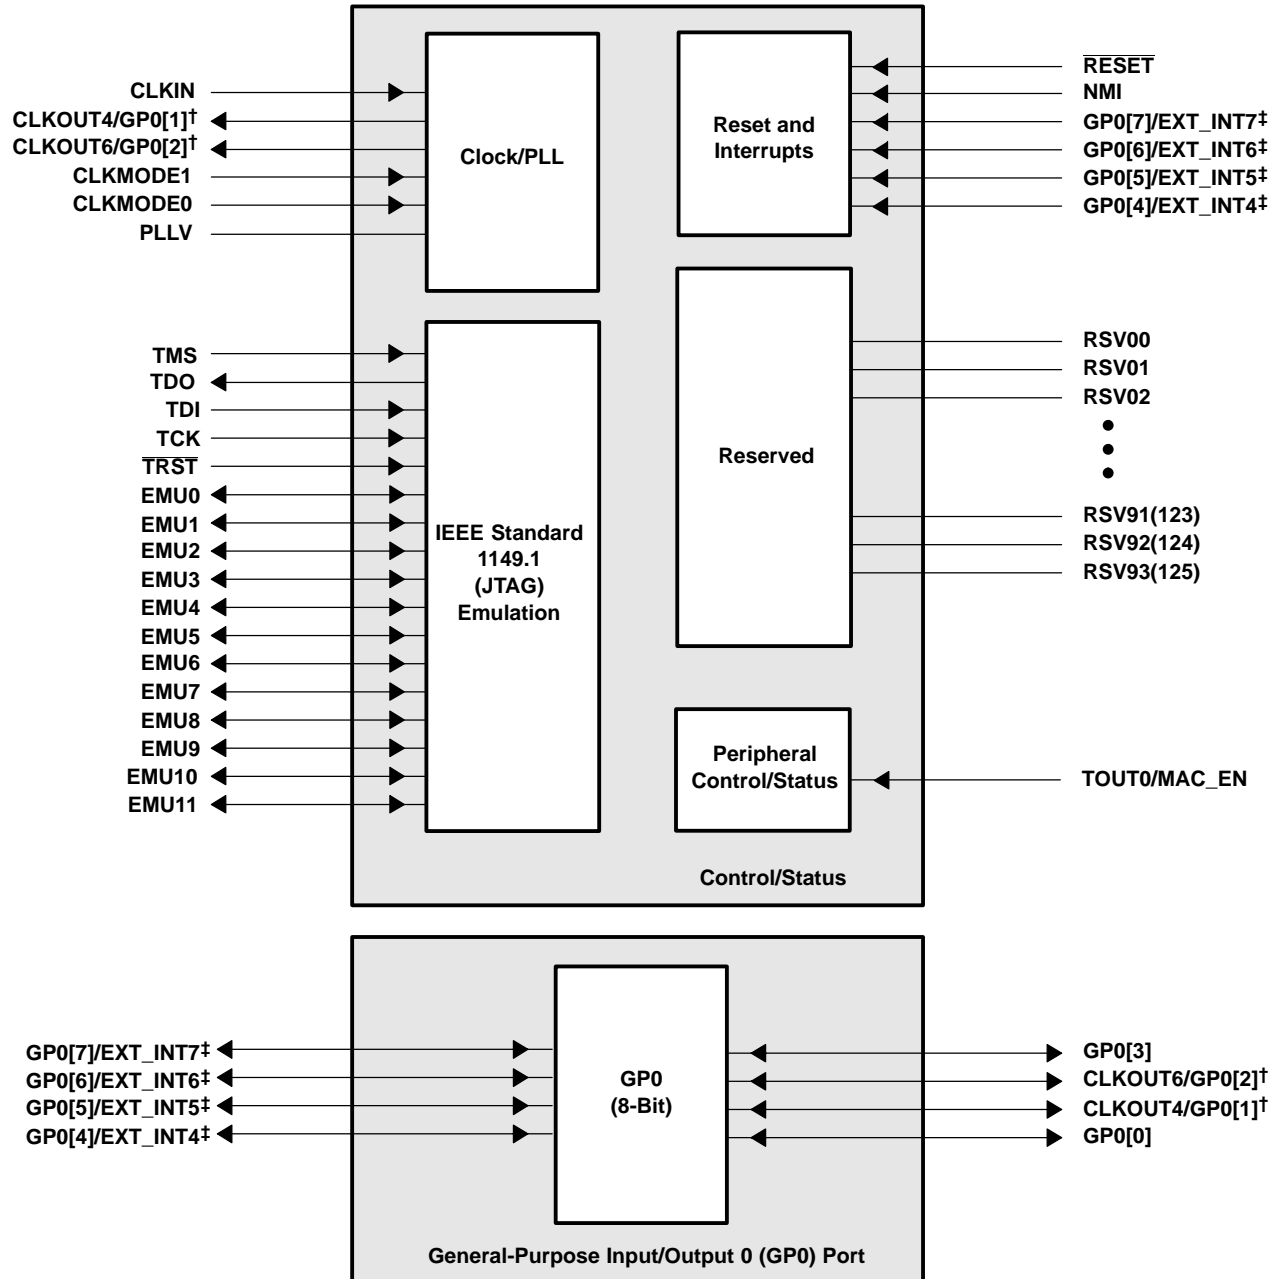 CLKIN
CLKOUT4/GP0[1]†
CLKOUT6/GP0[2]†
CLKMODE1
CLKMODE0
PLLV
Clock/PLL
Reset and
Interrupts
RESET
NMI
GP0[7]/EXT_INT7‡
GP0[6]/EXT_INT6‡
GP0[5]/EXT_INT5‡
GP0[4]/EXT_INT4‡
TMS
TDO
TDI
TCK
TRST
EMU0
EMU1
EMU2
EMU3
EMU4
EMU5
EMU6
EMU7
EMU8
EMU9
EMU10
EMU11
IEEE Standard
1149.1
(JTAG)
Emulation
Reserved
RSV00
RSV01
RSV02
RSV91(123)
RSV92(124)
RSV93(125)
Peripheral
Control/Status
TOUT0/MAC_EN
Control/Status
GP0[7]/EXT_INT7‡
GP0[6]/EXT_INT6‡
GP0[5]/EXT_INT5‡
GP0[4]/EXT_INT4‡
GP0
(8-Bit)
GP0[3]
CLKOUT6/GP0[2]†
CLKOUT4/GP0[1]†
GP0[0]
General-Purpose Input/Output 0 (GP0) Port